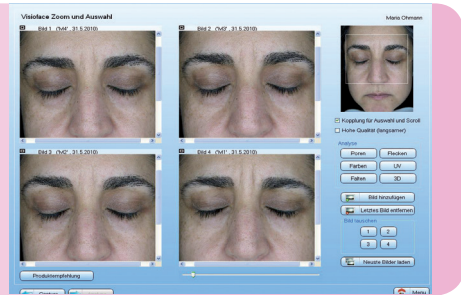 Visioface Zoom und Auswahl
Maria Ohmann
Bild 1 ('M4', 31.5.2010)
Bild 2 ('M3', 31.5.2010)
Bild 3 ('M2', 31.5.2010)
Bild 4 ('M1', 31.5.2010)
Kopplung für Auswahl und Scroll
Hohe Qualität (langsamer)
Analyse
Poren
Flecken
Farben
UV
Falten
3D
Bild hinzufügen
Letztes Bild entfernen
Bild tauschen
1
2
3
4
Neuste Bilder laden
Produktempfehlung
Menu